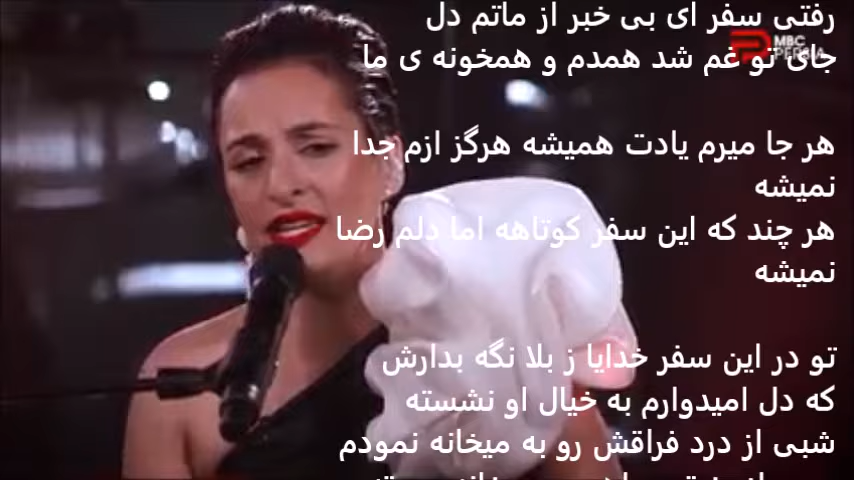 رفتی سفر ای بی خبر از ماتم دل
MBC
PERSIA
جای تو غم شد همدم و همخونه ی ما
هر جا میرم یادت همیشه هرگز ازم جدا
نمیشه
هر چند که این سفر کوتاهه اما دلم رضا
نمیشه
تو در این سفر خدایا ز بلا نگه بدارش
که دل امیدوارم به خیال او نشسته
شبی از درد فراقش رو به میخانه نمودم